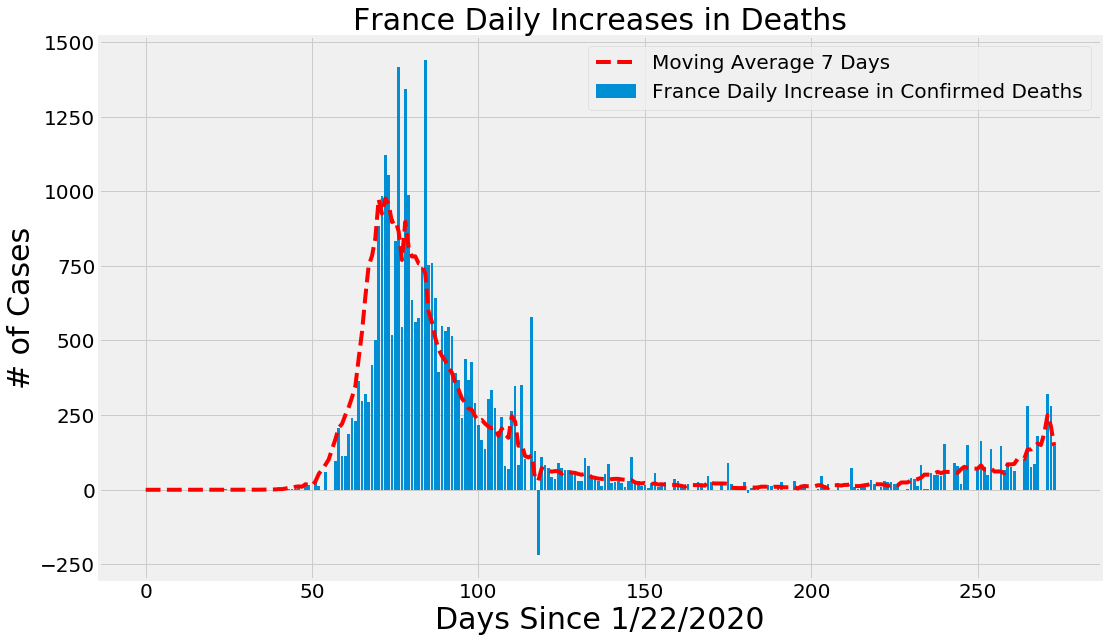 France Daily Increases in Deaths
Moving Average 7 Days
France Daily Increase in Confirmed Deaths
# of Cases
1500
1250
1000
750
500
250
0
−250
0 50 100 150 200 250
Days Since 1/22/2020